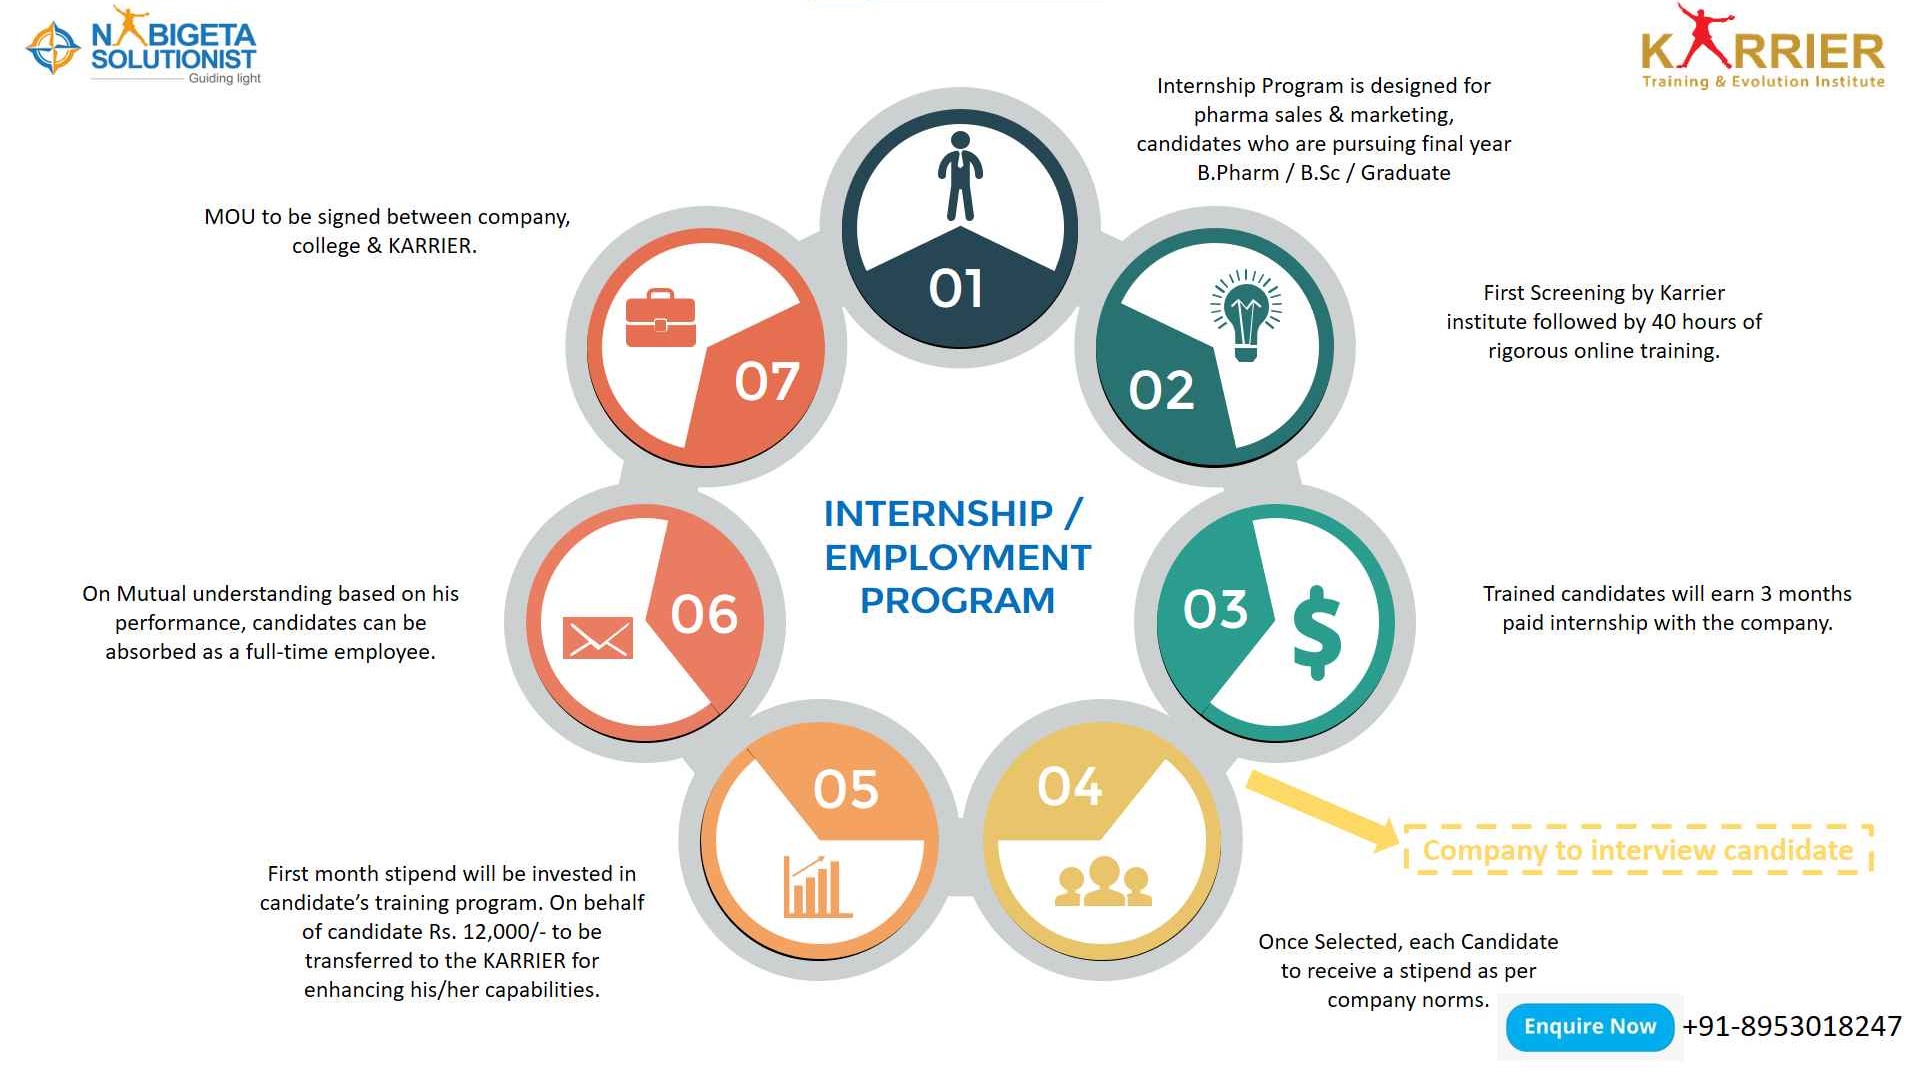 NABIGETA
SOLUTIONIST
Guiding light
KARRIER
Training & Evolution Institute
Internship Program is designed for
pharma sales & marketing,
candidates who are pursuing final year
B.Pharm / B.Sc / Graduate
01
First Screening by Karrier
institute followed by 40 hours of
rigorous online training.
02
Trained candidates will earn 3 months
paid internship with the company.
03
Company to interview candidate
Once Selected, each Candidate
to receive a stipend as per
company norms.
04
First month stipend will be invested in
candidate’s training program. On behalf
of candidate Rs. 12,000/- to be
transferred to the KARRIER for
enhancing his/her capabilities.
05
On Mutual understanding based on his
performance, candidates can be
absorbed as a full-time employee.
06
MOU to be signed between company,
college & KARRIER.
07
INTERNSHIP /
EMPLOYMENT
PROGRAM
Enquire Now +91-8953018247